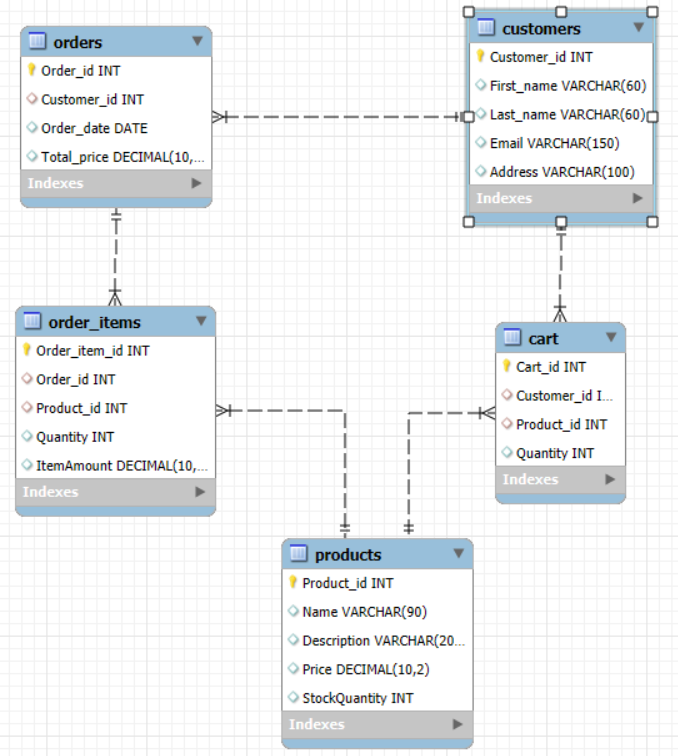 orders
Order_id INT
Customer_id INT
Order_date DATE
Total_price DECIMAL(10,...
Indexes
customers
Customer_id INT
First_name VARCHAR(60)
Last_name VARCHAR(60)
Email VARCHAR(150)
Address VARCHAR(100)
Indexes
order_items
Order_item_id INT
Order_id INT
Product_id INT
Quantity INT
ItemAmount DECIMAL(10,...
Indexes
cart
Cart_id INT
Customer_id I...
Product_id INT
Quantity INT
Indexes
products
Product_id INT
Name VARCHAR(90)
Description VARCHAR(20...
Price DECIMAL(10,2)
StockQuantity INT
Indexes